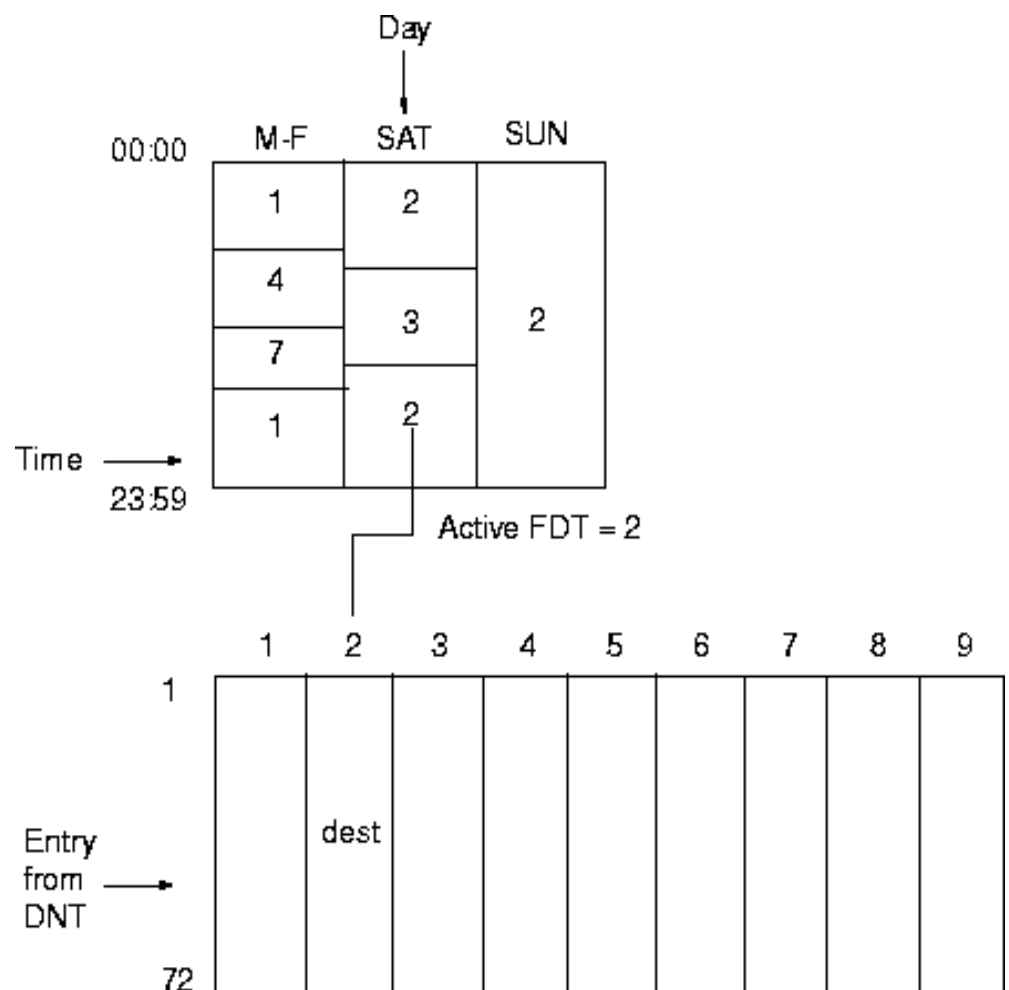 Day
00:00 M-F SAT SUN
1 2
4
3 2
7
1 2
Time
23:59
Active FDT = 2
1 2 3 4 5 6 7 8 9
1
dest
Entry
from
DNT
72